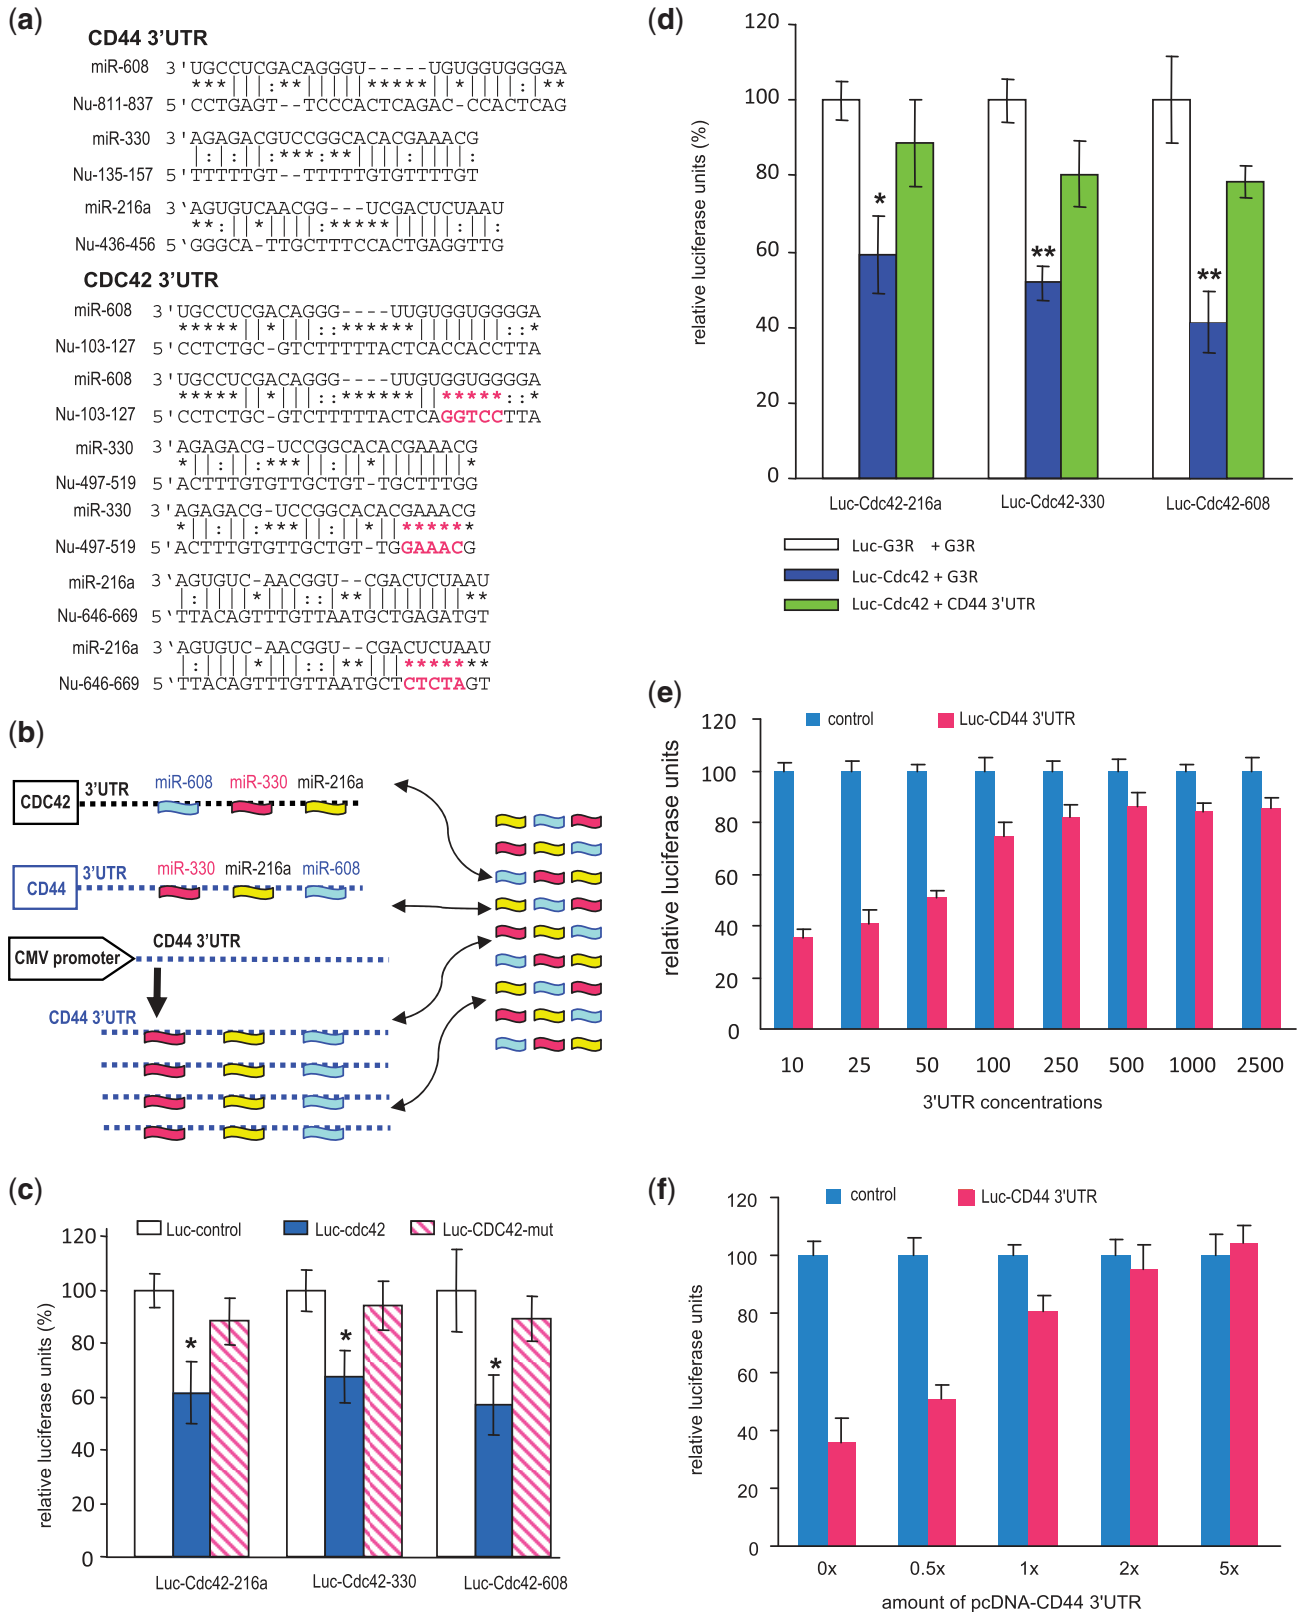 (a)
CD44 3'UTR
miR-608 3'UGCCUCGACAGGGU-----UGUGGUGGGGA
***|||:**||||*****||*||||:|**
Nu-811-837 5'CCTGAGT--TCCCACTCAGAC-CCACTCAG
miR-330 3'AGAGACGUCCGGCACACGAAACG
|:|:||:***:**||||:||||:
Nu-135-157 5'TTTTTGT--TTTTTGTGTTTTGT
miR-216a 3'AGUGUCAACGG---UCGACUCUAAU
**:||*||||:*****||||:||:
Nu-436-456 5'GGGCA-TTGCTTTCCACTGAGGTTG
CDC42 3'UTR
miR-608 3'UGCCUCGACAGGG----UUGUGGUGGGGA
*****||*|||::******|||||||::*
Nu-103-127 5'CCTCTGC-GTCTTTTTACTCACCACCTTA
miR-608 3'UGCCUCGACAGGG----UUGUGGUGGGGA
*****||*|||::******||*****::*
Nu-103-127 5'CCTCTGC-GTCTTTTTACTCAGGTCCTTA
miR-330 3'AGAGACG-UCCGGCACACGAAACG
*||:||:***|:||*|||||||*
Nu-497-519 5'ACTTTGTGTTGCTGT-TGCTTTGG
miR-330 3'AGAGACG-UCCGGCACACGAAACG
*||:||:***|:||*||******
Nu-497-519 5'ACTTTGTGTTGCTGT-TGGAAACG
miR-216a 3'AGUGUC-AACGGU--CGACUCUAAU
|:||||*|||::|**||||||||**
Nu-646-669 5'TTACAGTTTGTTAATGCTGAGATGT
miR-216a 3'AGUGUC-AACGGU--CGACUCUAAU
|:||||*|||::|**|||*******
Nu-646-669 5'TTACAGTTTGTTAATGCTCTCTAGT
(b)
CDC42 3'UTR miR-608 miR-330 miR-216a
CD44 3'UTR miR-330 miR-216a miR-608
CMV promoter CD44 3'UTR
CD44 3'UTR
(c)
Luc-control Luc-cdc42 Luc-CDC42-mut
relative luciferase units (%)
120
100
80
60
40
20
0
* * *
Luc-Cdc42-216a Luc-Cdc42-330 Luc-Cdc42-608
(d)
relative luciferase units (%)
120
100
80
60
40
20
0
* ** **
Luc-Cdc42-216a Luc-Cdc42-330 Luc-Cdc42-608
Luc-G3R + G3R
Luc-Cdc42 + G3R
Luc-Cdc42 + CD44 3'UTR
(e)
control Luc-CD44 3'UTR
relative luciferase units
120
100
80
60
40
20
0
10 25 50 100 250 500 1000 2500
3'UTR concentrations
(f)
control Luc-CD44 3'UTR
relative luciferase units
120
100
80
60
40
20
0
0x 0.5x 1x 2x 5x
amount of pcDNA-CD44 3'UTR